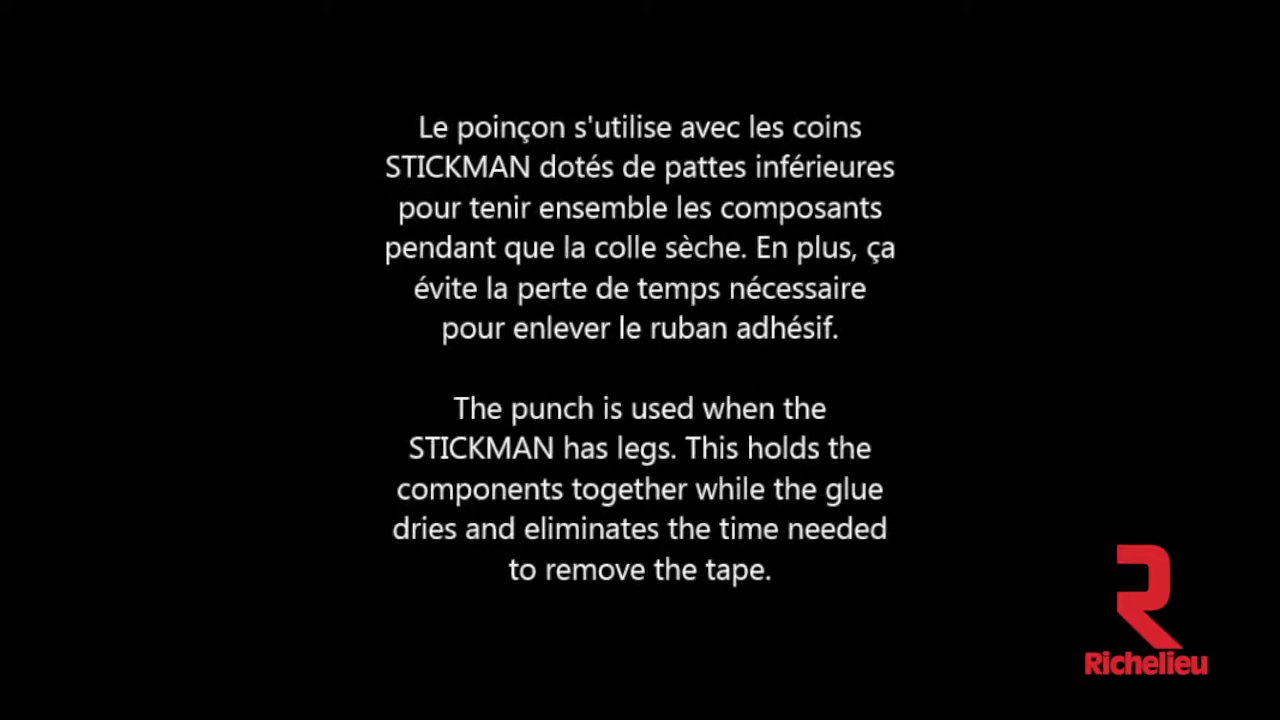 Le poinçon s'utilise avec les coins
STICKMAN dotés de pattes inférieures
pour tenir ensemble les composants
pendant que la colle sèche. En plus, ça
évite la perte de temps nécessaire
pour enlever le ruban adhésif.
The punch is used when the
STICKMAN has legs. This holds the
components together while the glue
dries and eliminates the time needed
to remove the tape.
Richelieu